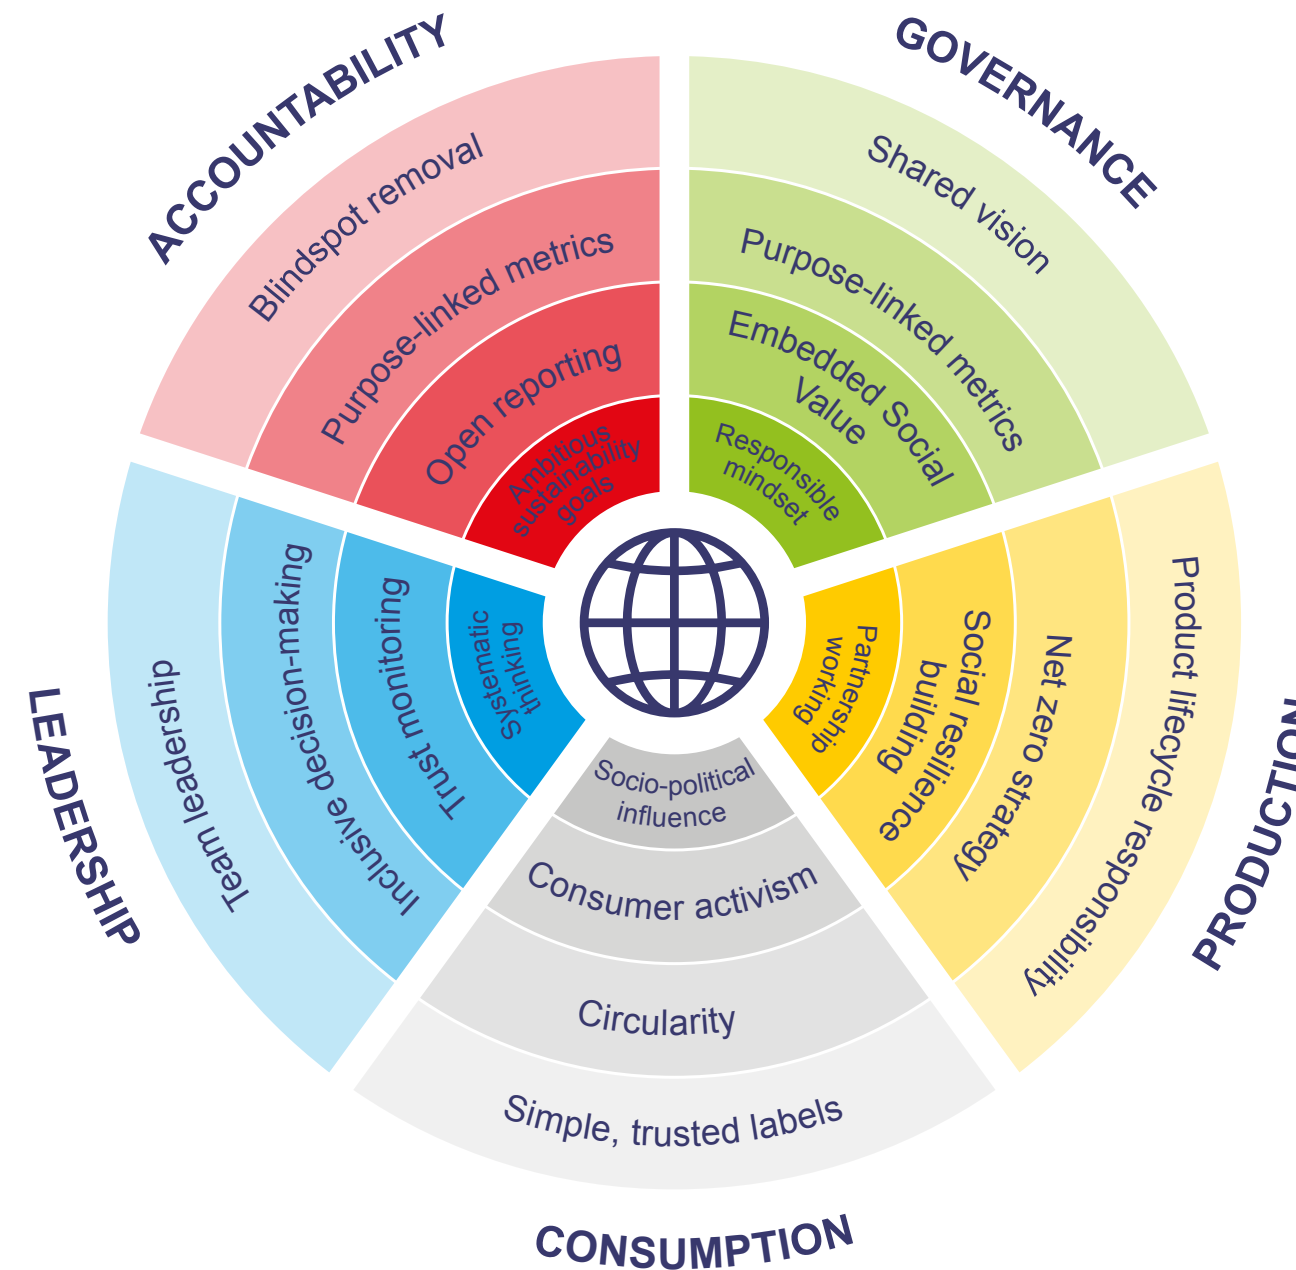 ACCOUNTABILITY
Blindspot removal
Purpose-linked metrics
Open reporting
Ambitious
sustainability
goals
GOVERNANCE
Shared vision
Purpose-linked metrics
Embedded Social
Value
Responsible
mindset
PRODUCTION
Product lifecycle responsibility
Net zero strategy
Social resilience
building
Partnership
working
CONSUMPTION
Socio-political
influence
Consumer activism
Circularity
Simple, trusted labels
LEADERSHIP
Team leadership
Inclusive decision-making
Trust monitoring
Systematic
thinking